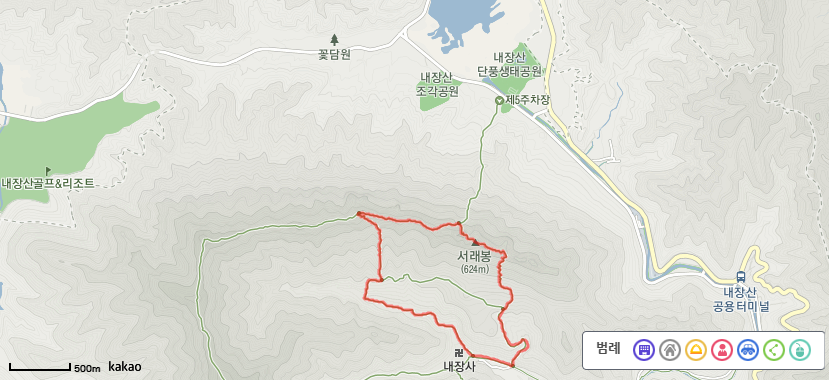 꽃담원
내장산
단풍생태공원
내장산
조각공원
제5주차장
내장산골프&리조트
서래봉
(624m)
내장산
공용터미널
내장사
범례
500m
kakao